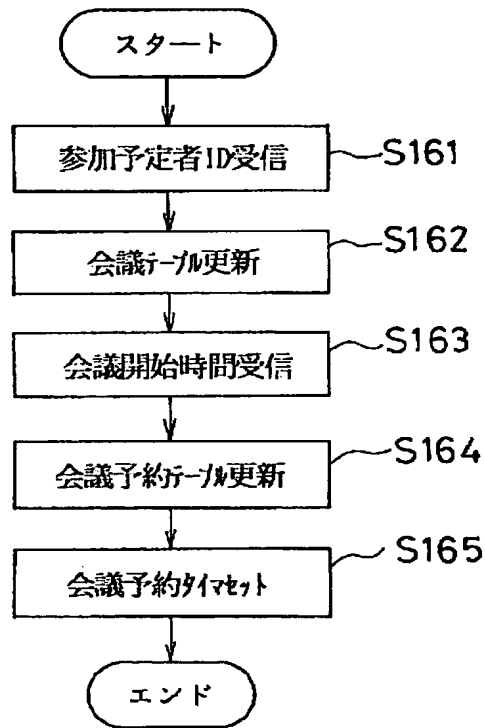 スタート
参加予定者ID受信
S161
会議ﾃｰﾌﾞﾙ更新
S162
会議開始時間受信
S163
会議予約ﾃｰﾌﾞﾙ更新
S164
会議予約ﾀｲﾏｾｯﾄ
S165
エンド